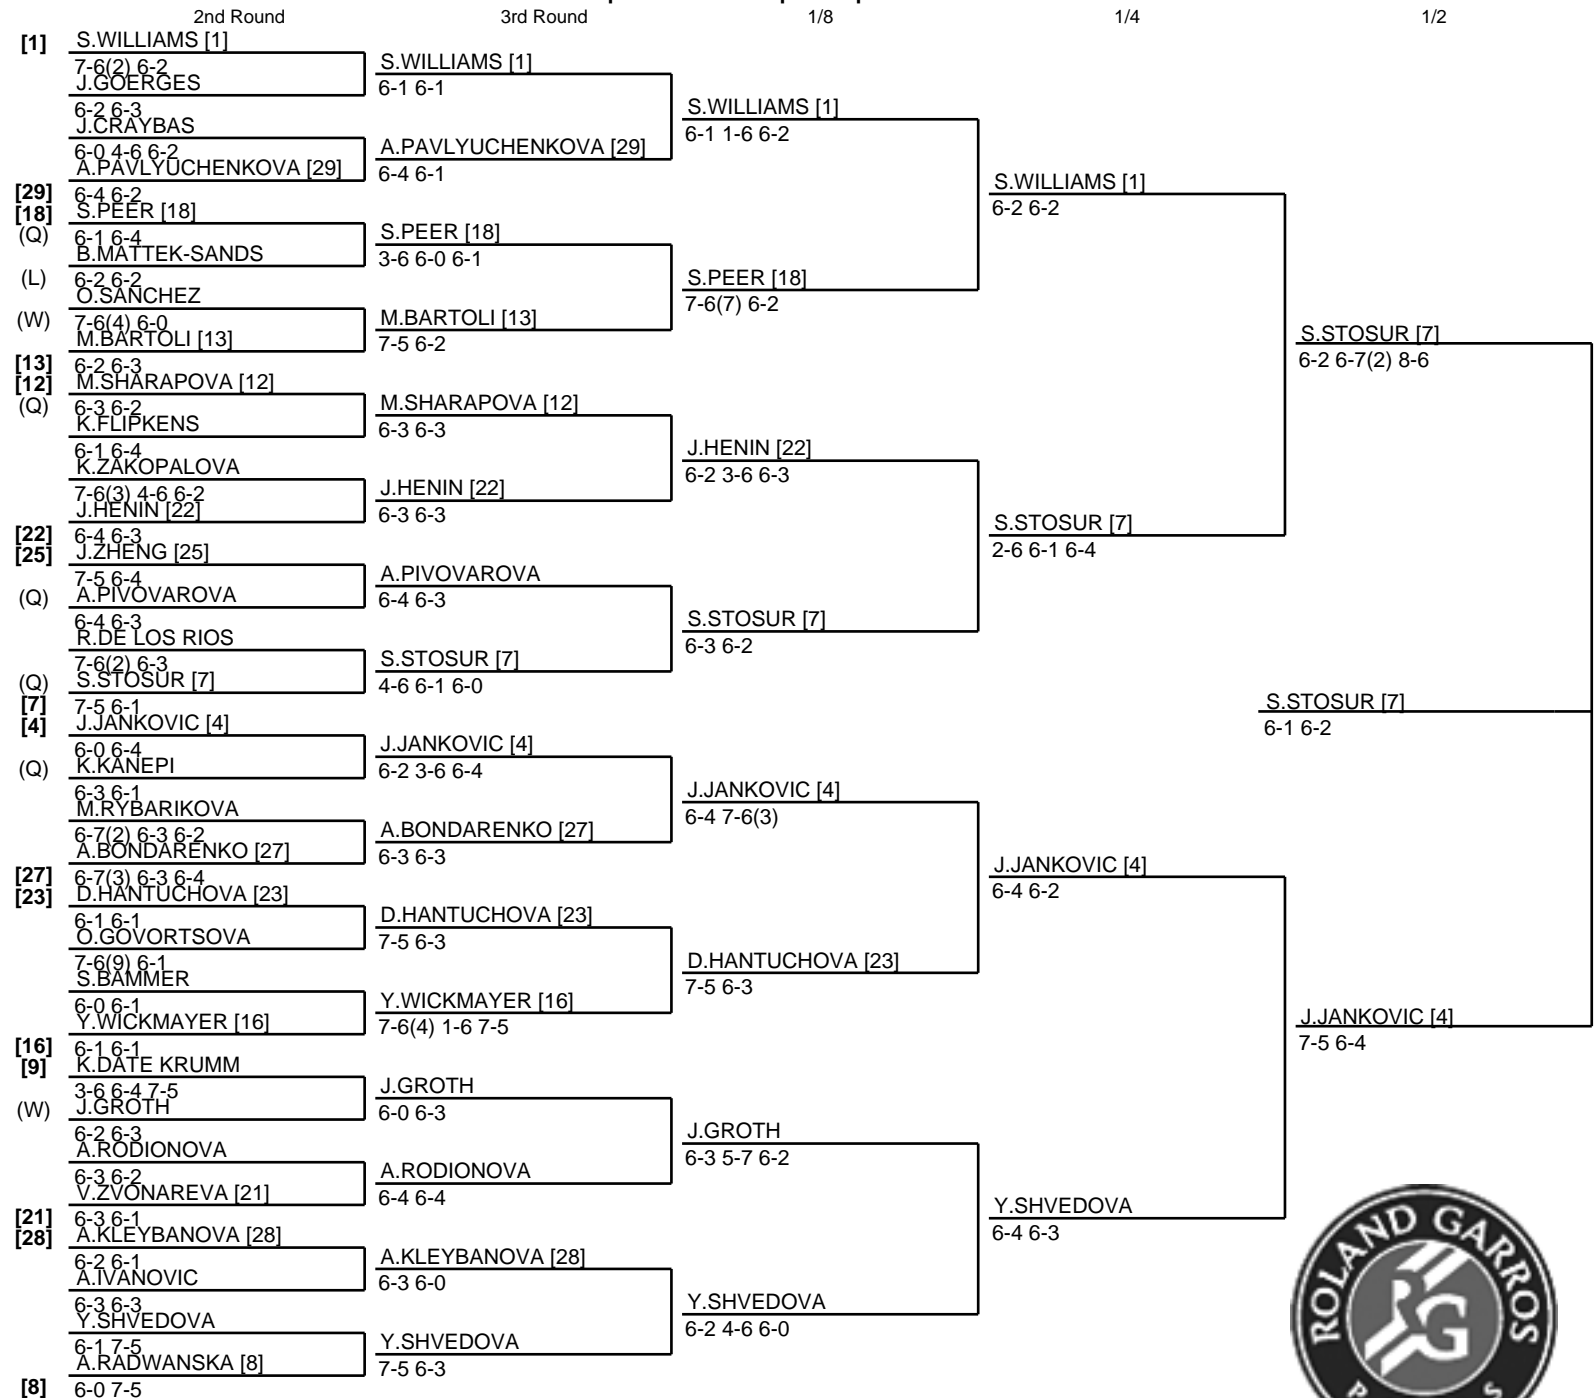 2nd Round 3rd Round 1/8 1/4 1/2
[1] S.WILLIAMS [1]
7-6(2) 6-2
J.GOERGES
6-2 6-3
J.CRAYBAS
6-0 4-6 6-2
A.PAVLYUCHENKOVA [29]
[29] 6-4 6-2
[18] S.PEER [18]
(Q) 6-1 6-4
B.MATTEK-SANDS
(L) 6-2 6-2
O.SANCHEZ
(W) 7-6(4) 6-0
M.BARTOLI [13]
[13] 6-2 6-3
[12] M.SHARAPOVA [12]
(Q) 6-3 6-2
K.FLIPKENS
6-1 6-4
K.ZAKOPALOVA
7-6(3) 4-6 6-2
J.HENIN [22]
[22] 6-4 6-3
[25] J.ZHENG [25]
7-5 6-4
(Q) A.PIVOVAROVA
6-4 6-3
R.DE LOS RIOS
7-6(2) 6-3
(Q) S.STOSUR [7]
[7] 7-5 6-1
[4] J.JANKOVIC [4]
6-0 6-4
(Q) K.KANEPI
6-3 6-1
M.RYBARIKOVA
6-7(2) 6-3 6-2
A.BONDARENKO [27]
[27] 6-7(3) 6-3 6-4
[23] D.HANTUCHOVA [23]
6-1 6-1
O.GOVORTSOVA
7-6(9) 6-1
S.BAMMER
6-0 6-1
Y.WICKMAYER [16]
[16] 6-1 6-1
[9] K.DATE KRUMM
3-6 6-4 7-5
(W) J.GROTH
6-2 6-3
A.RODIONOVA
6-3 6-2
V.ZVONAREVA [21]
[21] 6-3 6-1
[28] A.KLEYBANOVA [28]
6-2 6-1
A.IVANOVIC
6-3 6-3
Y.SHVEDOVA
6-1 7-5
A.RADWANSKA [8]
[8] 6-0 7-5
S.WILLIAMS [1]
6-1 6-1
A.PAVLYUCHENKOVA [29]
6-4 6-1
S.PEER [18]
3-6 6-0 6-1
M.BARTOLI [13]
7-5 6-2
M.SHARAPOVA [12]
6-3 6-3
J.HENIN [22]
6-3 6-3
A.PIVOVAROVA
6-4 6-3
S.STOSUR [7]
4-6 6-1 6-0
J.JANKOVIC [4]
6-2 3-6 6-4
A.BONDARENKO [27]
6-3 6-3
D.HANTUCHOVA [23]
7-5 6-3
Y.WICKMAYER [16]
7-6(4) 1-6 7-5
J.GROTH
6-0 6-3
A.RODIONOVA
6-4 6-4
A.KLEYBANOVA [28]
6-3 6-0
Y.SHVEDOVA
7-5 6-3
S.WILLIAMS [1]
6-1 1-6 6-2
S.PEER [18]
7-6(7) 6-2
J.HENIN [22]
6-2 3-6 6-3
S.STOSUR [7]
6-3 6-2
J.JANKOVIC [4]
6-4 7-6(3)
D.HANTUCHOVA [23]
7-5 6-3
J.GROTH
6-3 5-7 6-2
Y.SHVEDOVA
6-2 4-6 6-0
S.WILLIAMS [1]
6-2 6-2
S.STOSUR [7]
2-6 6-1 6-4
J.JANKOVIC [4]
6-4 6-2
Y.SHVEDOVA
6-4 6-3
S.STOSUR [7]
6-2 6-7(2) 8-6
J.JANKOVIC [4]
7-5 6-4
S.STOSUR [7]
6-1 6-2
ROLAND GARROS
RG